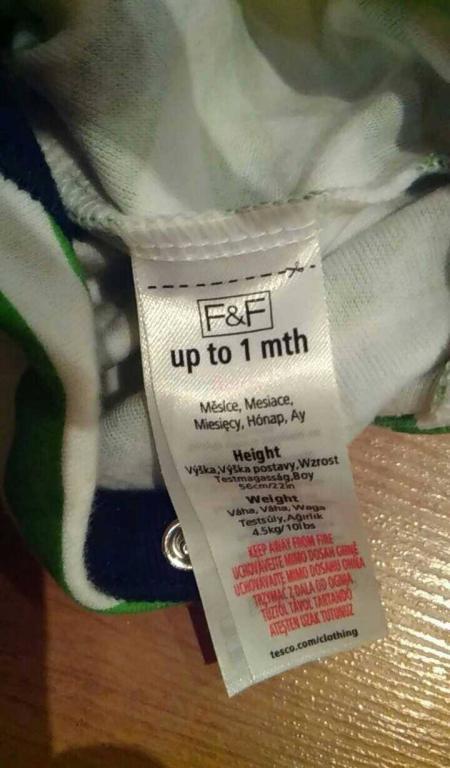 F&F
up to 1 mth
Měsíce, Mesiace,
Miesięcy, Hónap, Ay
Height
Výška,Výška postavy,Wzrost
Testmagasság,Boy
56cm/22in
Weight
Váha, Váha, Waga
Testsúly,Ağırlık
4.5kg/10lbs
KEEP AWAY FROM FIRE
UCHOVÁVEJTE MIMO DOSAH OHNĚ
UCHOVÁVAJTE MIMO DOSAHU OHŇA
TRZYMAĆ Z DALA OD OGNIA
TŰZTŐL TÁVOL TARTANDÓ
ATEŞTEN UZAK TUTUNUZ
tesco.com/clothing